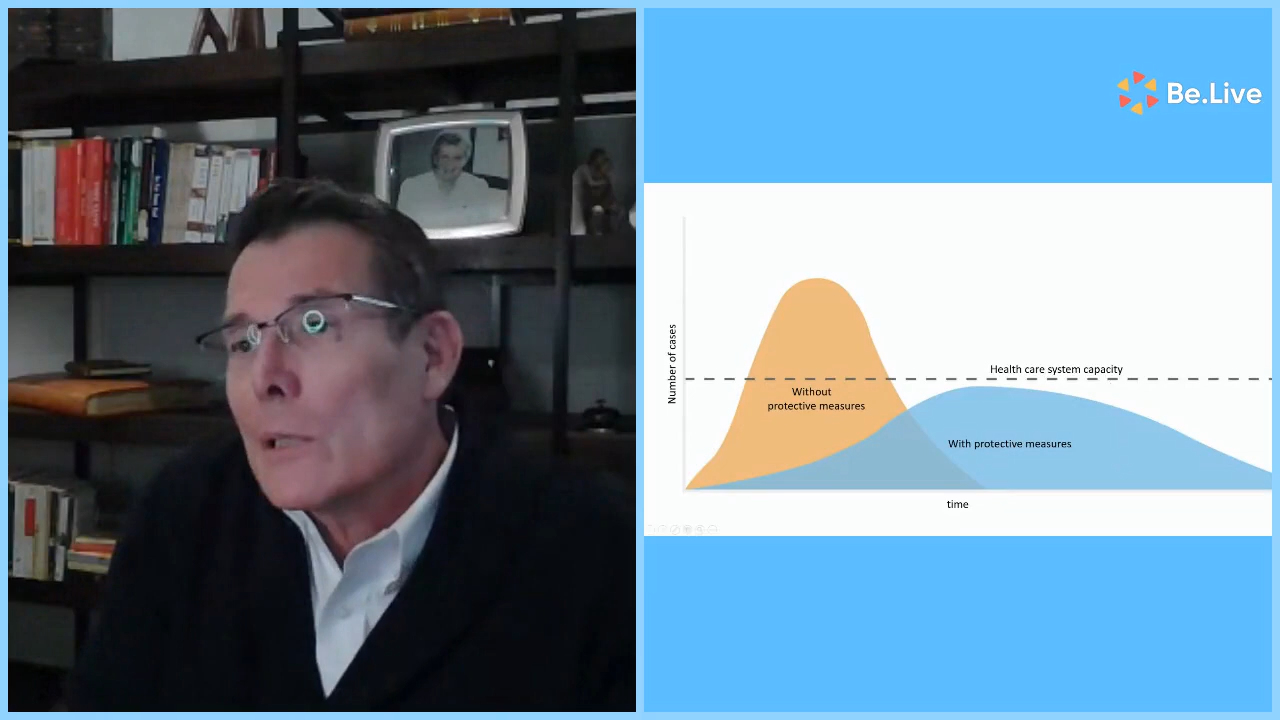 Be.Live
Number of cases
Health care system capacity
Without
protective measures
With protective measures
time